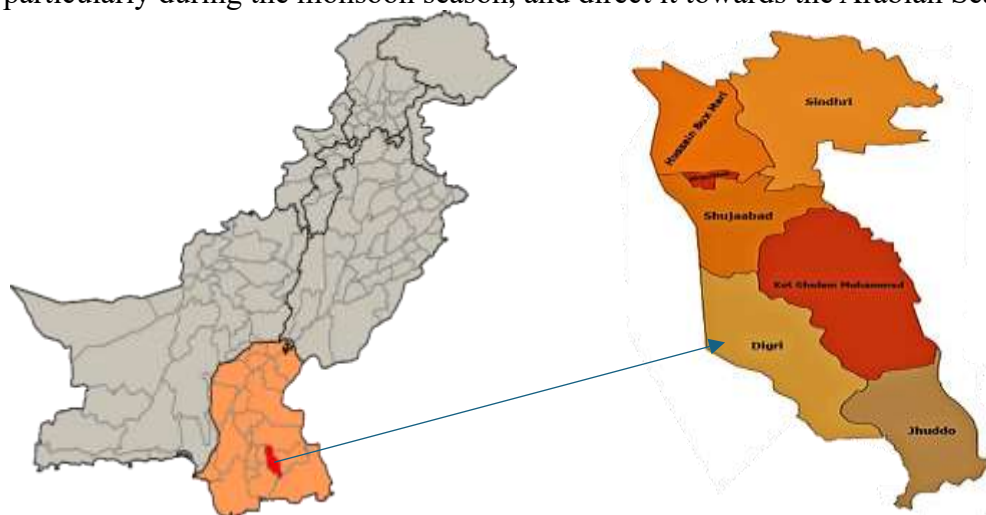 particularly during the monsoon season, and direct it towards the Arabian Sea
Sindhri
Hussain Bux Mari
Shujaabad
Kot Ghulam Muhammad
Digri
Jhuddo